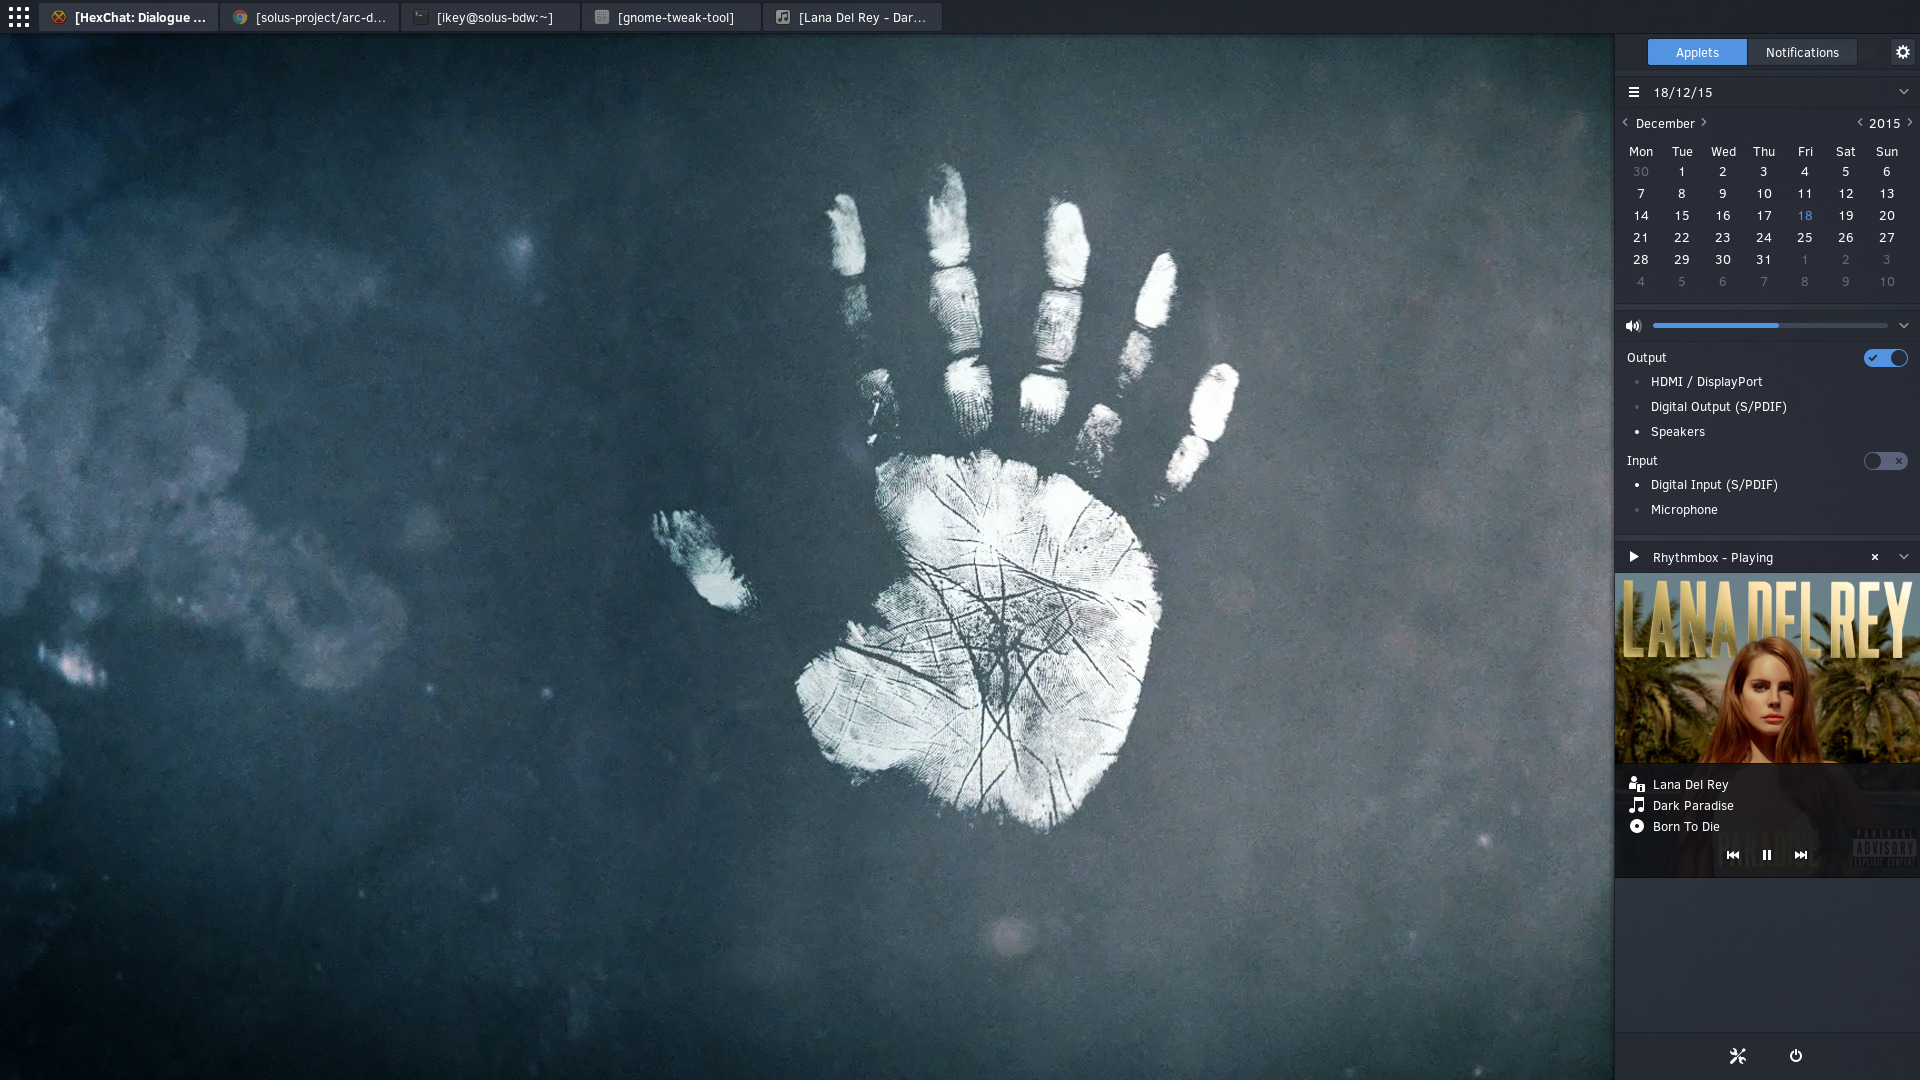 [HexChat: Dialogue ...
[solus-project/arc-d...
[ikey@solus-bdw:~]
[gnome-tweak-tool]
[Lana Del Rey - Dar...
Applets Notifications
18/12/15
December 2015
Mon Tue Wed Thu Fri Sat Sun
30 1 2 3 4 5 6
7 8 9 10 11 12 13
14 15 16 17 18 19 20
21 22 23 24 25 26 27
28 29 30 31 1 2 3
4 5 6 7 8 9 10
Output
HDMI / DisplayPort
Digital Output (S/PDIF)
Speakers
Input
Digital Input (S/PDIF)
Microphone
Rhythmbox - Playing
LANA DEL REY
Lana Del Rey
Dark Paradise
Born To Die
PARADISE
PARENTAL
ADVISORY
EXPLICIT CONTENT